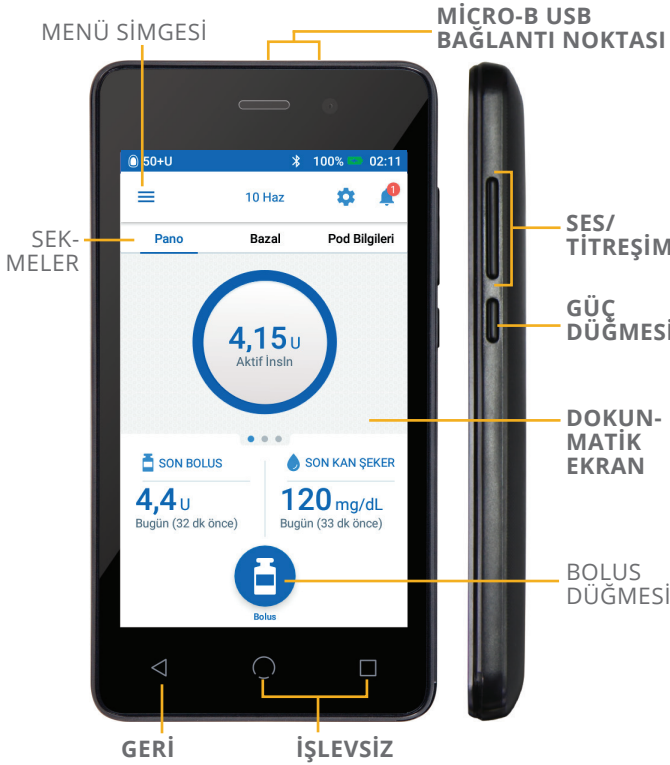 MENÜ SİMGESİ
MİCRO-B USB
BAĞLANTI NOKTASI
50+U
100%
02:11
10 Haz
1
SEK-
MELER
Pano
Bazal
Pod Bilgileri
SES/
TİTREŞİM
GÜÇ
DÜĞMESİ
4,15 U
Aktif İnsln
DOKUN-
MATİK
EKRAN
SON BOLUS
SON KAN ŞEKER
4,4 U
120 mg/dL
Bugün (32 dk önce)
Bugün (33 dk önce)
Bolus
BOLUS
DÜĞMESİ
GERİ
İŞLEVSİZ